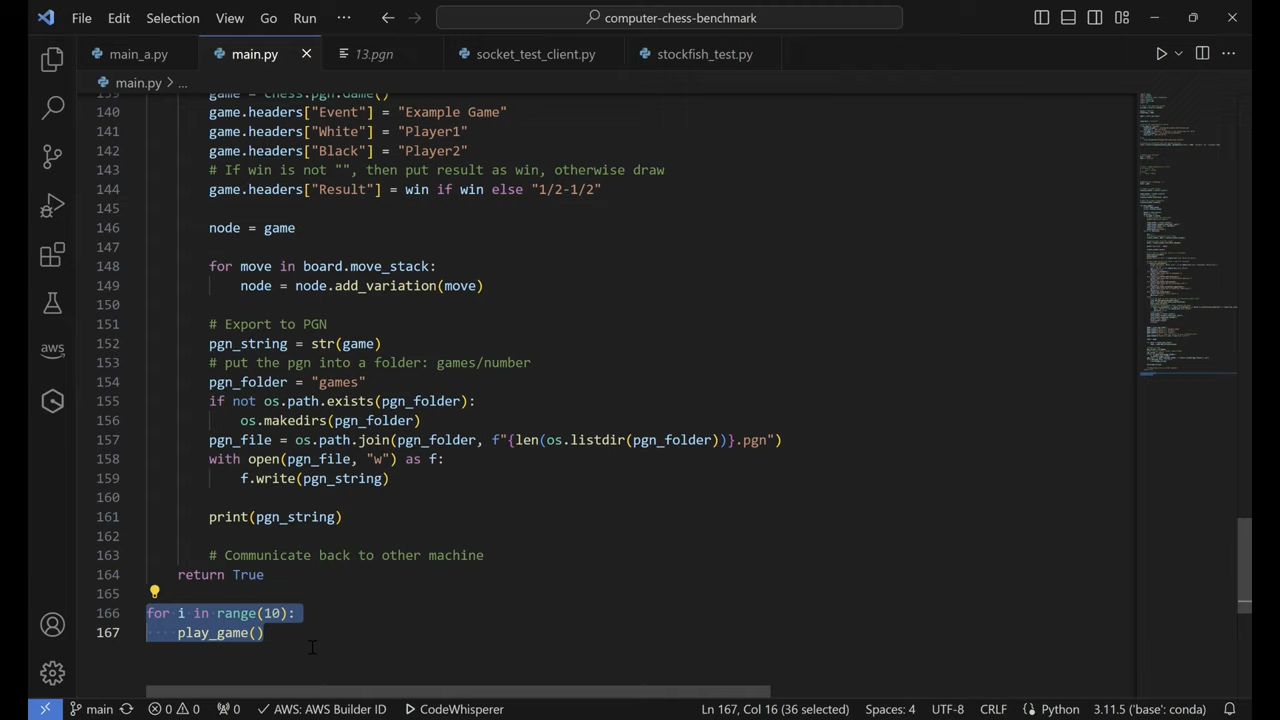 File Edit Selection View Go Run ··· computer-chess-benchmark
main_a.py main.py 13.pgn socket_test_client.py stockfish_test.py
main.py > ...
game = chess.pgn.Game()
140 game.headers["Event"] = "Example Game"
141 game.headers["White"] = "Player1"
142 game.headers["Black"] = "Player2"
143 # If win is not "", then put result as win, otherwise draw
144 game.headers["Result"] = win if win else "1/2-1/2"
145
146 node = game
147
148 for move in board.move_stack:
149 node = node.add_variation(move)
150
151 # Export to PGN
152 pgn_string = str(game)
153 # put the pgn into a folder: games/number
154 pgn_folder = "games"
155 if not os.path.exists(pgn_folder):
156 os.makedirs(pgn_folder)
157 pgn_file = os.path.join(pgn_folder, f"{len(os.listdir(pgn_folder))}.pgn")
158 with open(pgn_file, "w") as f:
159 f.write(pgn_string)
160
161 print(pgn_string)
162
163 # Communicate back to other machine
164 return True
165
166 for i in range(10):
167 play_game()
aws
main 0 0 0 AWS: AWS Builder ID CodeWhisperer Ln 167, Col 16 (36 selected) Spaces: 4 UTF-8 CRLF Python 3.11.5 ('base': conda)